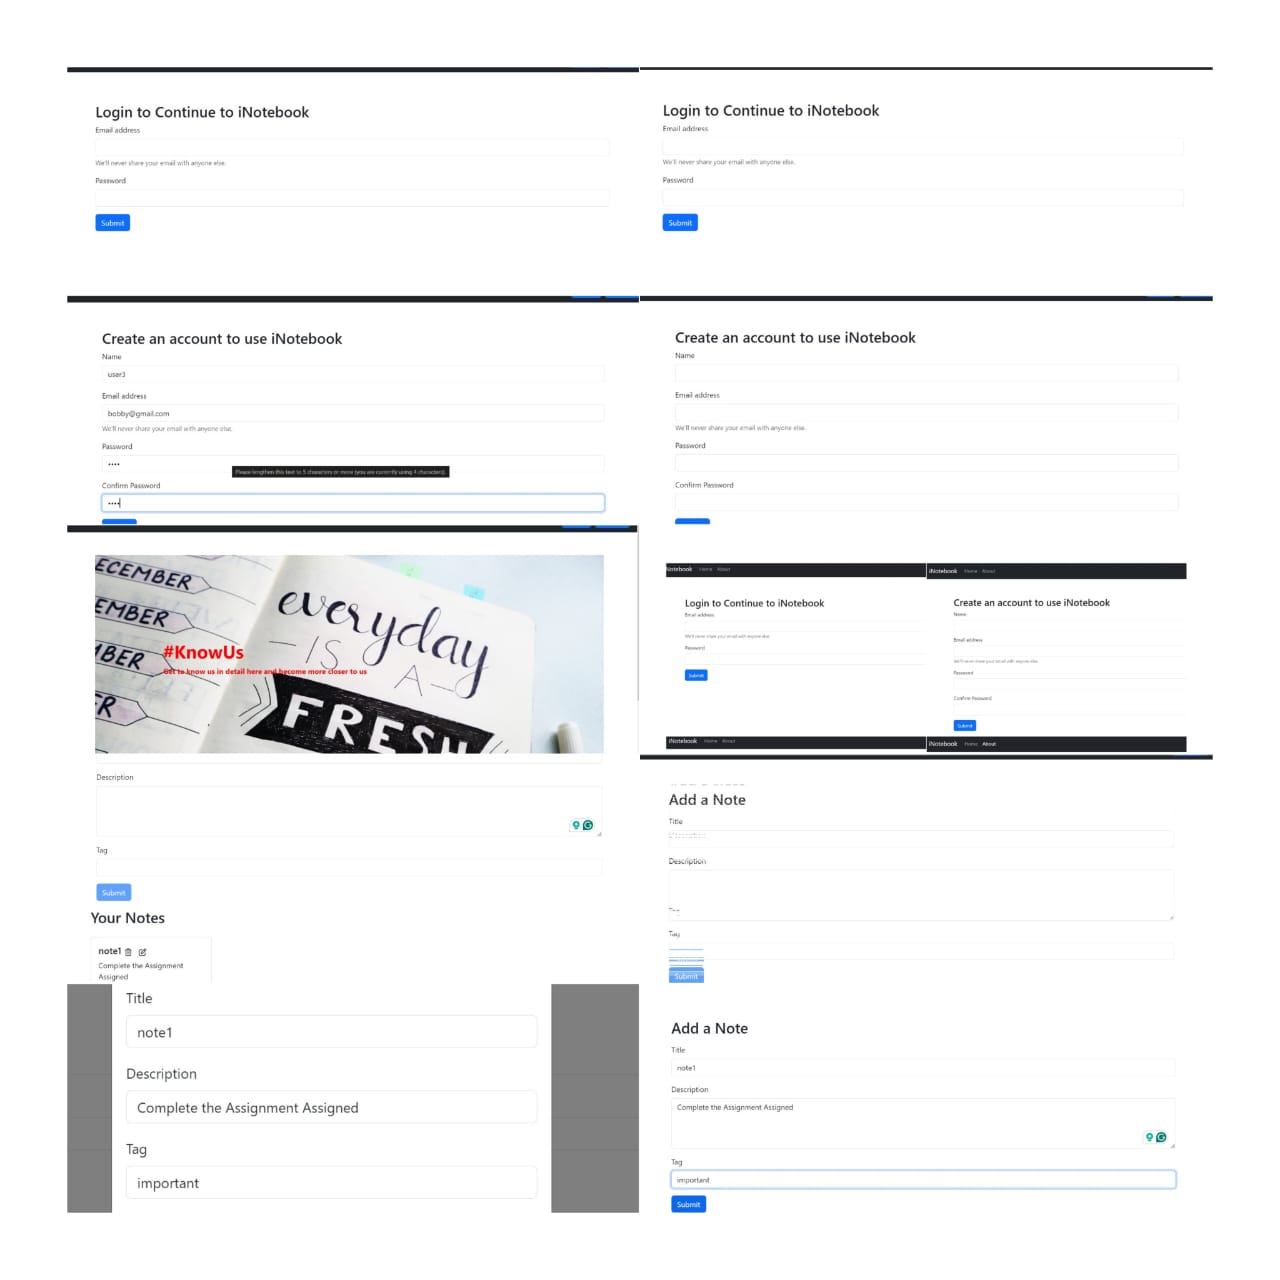 Login to Continue to iNotebook
Email address
We'll never share your email with anyone else.
Password
Submit
Login to Continue to iNotebook
Email address
We'll never share your email with anyone else.
Password
Submit
Create an account to use iNotebook
Name
user3
Email address
bobby@gmail.com
We'll never share your email with anyone else.
Password
••••
Please lengthen this text to 5 characters or more (you are currently using 4 characters).
Confirm Password
••••
Create an account to use iNotebook
Name
Email address
We'll never share your email with anyone else.
Password
Confirm Password
ECEMBER
EMBER
MBER
R
everyday
IS
A
FRESH
#KnowUs
Get to know us in detail here and become more closer to us
Description
Tag
Submit
Your Notes
note1
Complete the Assignment
Assigned
Notebook Home About
Login to Continue to iNotebook
Email address
We'll never share your email with anyone else.
Password
Submit
iNotebook Home About
iNotebook Home About
Create an account to use iNotebook
Name
Email address
We'll never share your email with anyone else.
Password
Confirm Password
Submit
iNotebook Home About
Add a Note
Title
Description
Tag
Submit
Title
note1
Description
Complete the Assignment Assigned
Tag
important
Add a Note
Title
note1
Description
Complete the Assignment Assigned
Tag
important
Submit